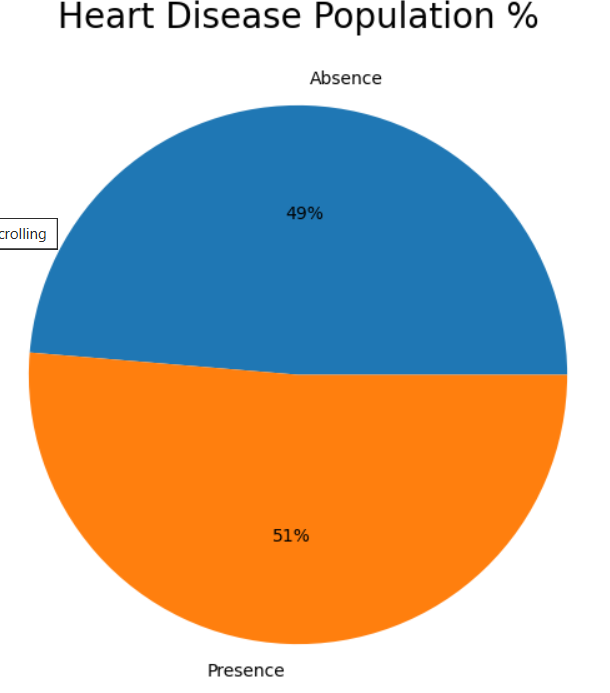 Heart Disease Population %
Absence
49%
crolling
51%
Presence